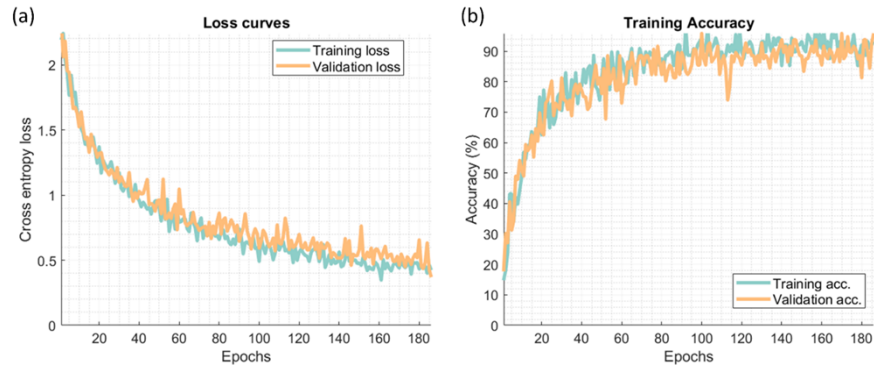 (a)
Loss curves
Training loss
Validation loss
2
1.5
1
0.5
0
20 40 60 80 100 120 140 160 180
Cross entropy loss
Epochs
(b)
Training Accuracy
90
80
70
60
50
40
30
20
10
0
20 40 60 80 100 120 140 160 180
Accuracy (%)
Epochs
Training acc.
Validation acc.